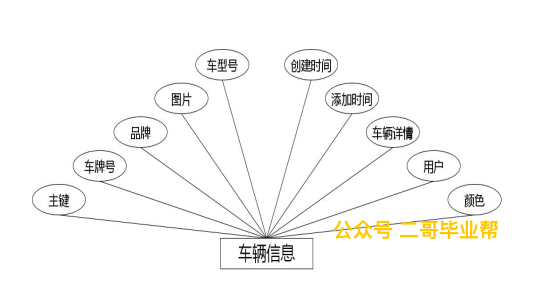 车型号
创建时间
图片
添加时间
品牌
车辆详情
车牌号
用户
主键
颜色
公众号 二哥毕业帮
车辆信息